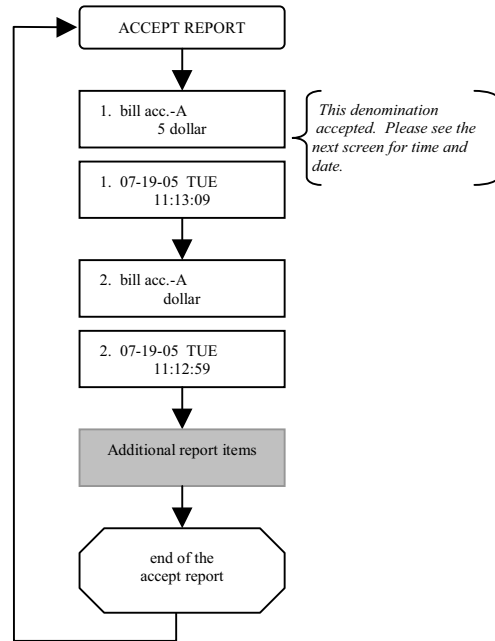 ACCEPT REPORT
1. bill acc.-A
5 dollar
This denomination
accepted. Please see the
next screen for time and
date.
1. 07-19-05 TUE
11:13:09
2. bill acc.-A
dollar
2. 07-19-05 TUE
11:12:59
Additional report items
end of the
accept report